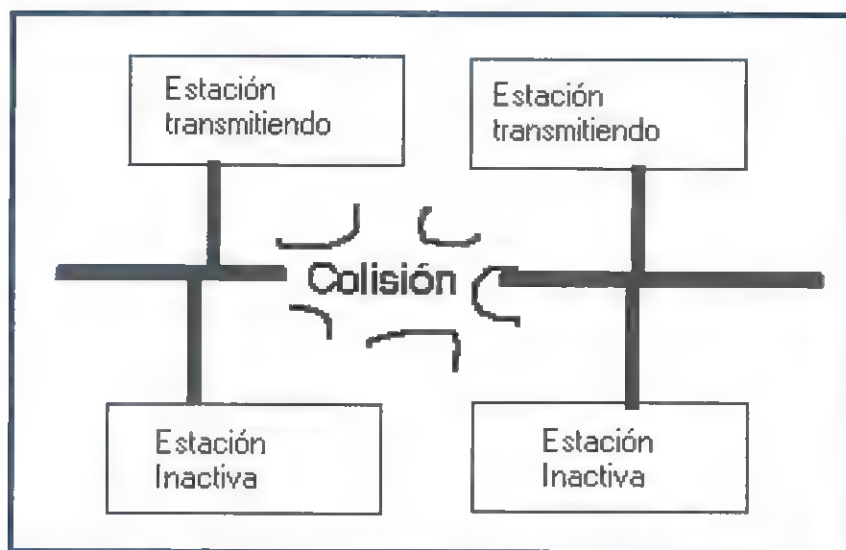 Estación
transmitiendo
Estación
transmitiendo
Colisión
Estación
Inactiva
Estación
Inactiva